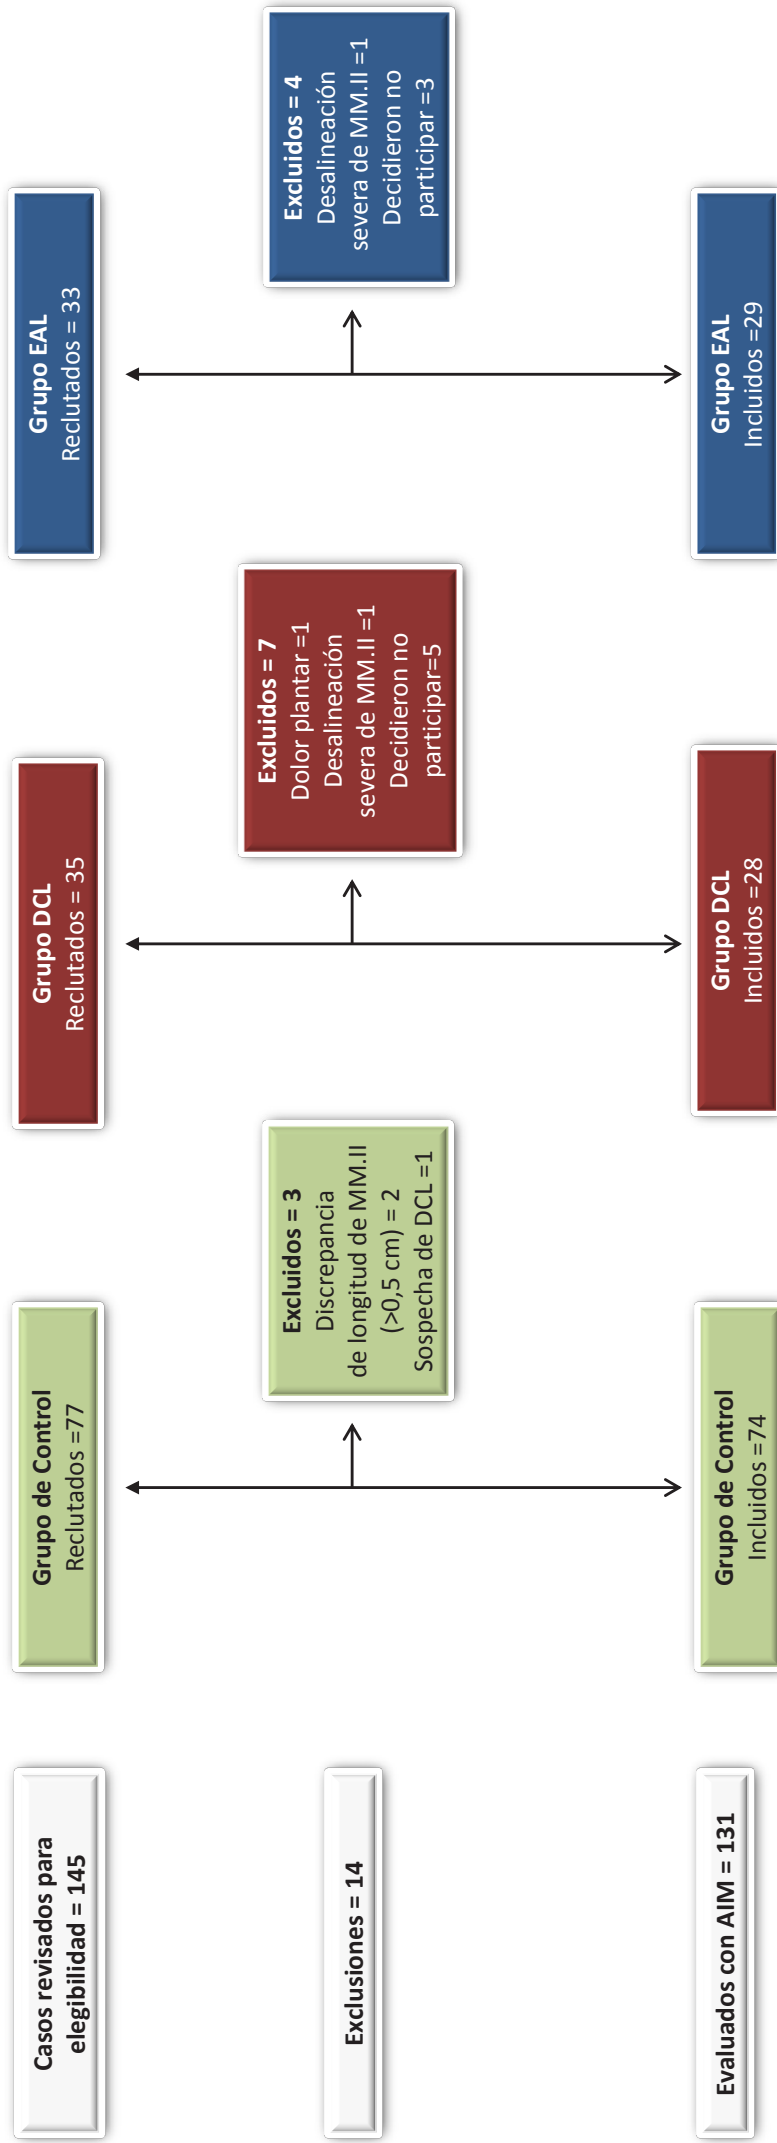 Casos revisados para
elegibilidad = 145
Grupo de Control
Reclutados =77
Grupo DCL
Reclutados = 35
Grupo EAL
Reclutados = 33
Exclusiones = 14
Excluidos = 3
Discrepancia
de longitud de MM.II
(>0,5 cm) = 2
Sospecha de DCL =1
Excluidos = 7
Dolor plantar =1
Desalineación
severa de MM.II =1
Decidieron no
participar=5
Excluidos = 4
Desalineación
severa de MM.II =1
Decidieron no
participar =3
Evaluados con AIM = 131
Grupo de Control
Incluidos =74
Grupo DCL
Incluidos =28
Grupo EAL
Incluidos =29